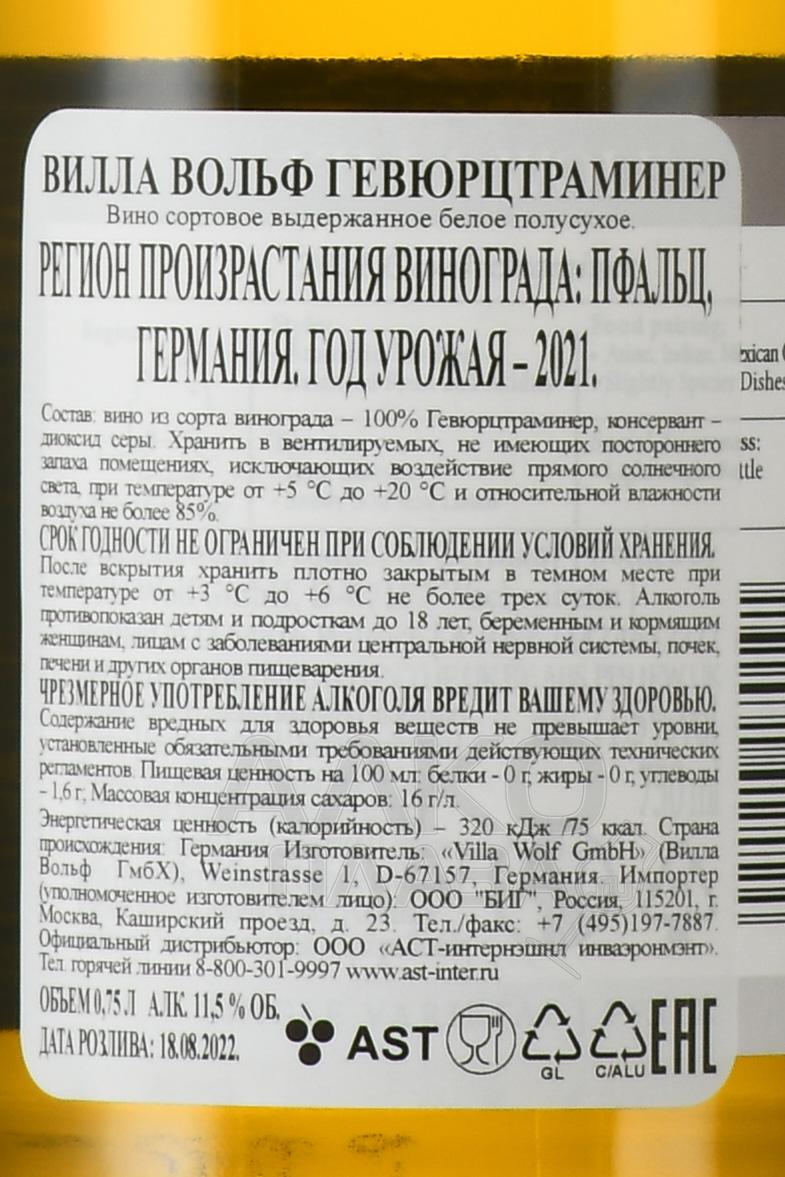 ВИЛЛА ВОЛЬФ ГЕВЮРЦТРАМИНЕР
Вино сортовое выдержанное белое полусухое.
РЕГИОН ПРОИЗРАСТАНИЯ ВИНОГРАДА: ПФАЛЬЦ,
ГЕРМАНИЯ. ГОД УРОЖАЯ – 2021.
Состав: вино из сорта винограда – 100% Гевюрцтраминер, консервант –
диоксид серы. Хранить в вентилируемых, не имеющих постороннего
запаха помещениях, исключающих воздействие прямого солнечного
света, при температуре от +5 °C до +20 °C и относительной влажности
воздуха не более 85%.
СРОК ГОДНОСТИ НЕ ОГРАНИЧЕН ПРИ СОБЛЮДЕНИИ УСЛОВИЙ ХРАНЕНИЯ.
После вскрытия хранить плотно закрытым в темном месте при
температуре от +3 °C до +6 °C не более трех суток. Алкоголь
противопоказан детям и подросткам до 18 лет, беременным и кормящим
женщинам, лицам с заболеваниями центральной нервной системы, почек,
печени и других органов пищеварения.
ЧРЕЗМЕРНОЕ УПОТРЕБЛЕНИЕ АЛКОГОЛЯ ВРЕДИТ ВАШЕМУ ЗДОРОВЬЮ.
Содержание вредных для здоровья веществ не превышает уровни,
установленные обязательными требованиями действующих технических
регламентов. Пищевая ценность на 100 мл: белки - 0 г, жиры - 0 г, углеводы
– 1,6 г; Массовая концентрация сахаров: 16 г/л.
Энергетическая ценность (калорийность) – 320 кДж /75 ккал. Страна
происхождения: Германия Изготовитель: «Villa Wolf GmbH» (Вилла
Вольф ГмбХ), Weinstrasse 1, D-67157, Германия. Импортер
(уполномоченное изготовителем лицо): ООО "БИГ", Россия, 115201, г.
Москва, Каширский проезд, д. 23. Тел./факс: +7 (495)197-7887.
Официальный дистрибьютор: ООО «АСТ-интернэшнл инваэронмэнт».
Тел. горячей линии 8-800-301-9997 www.ast-inter.ru
ОБЪЕМ 0,75 Л АЛК. 11,5 % ОБ.
ДАТА РОЗЛИВА: 18.08.2022.
AST
GL
C/ALU
EAC
Dishes
ss:
ttle